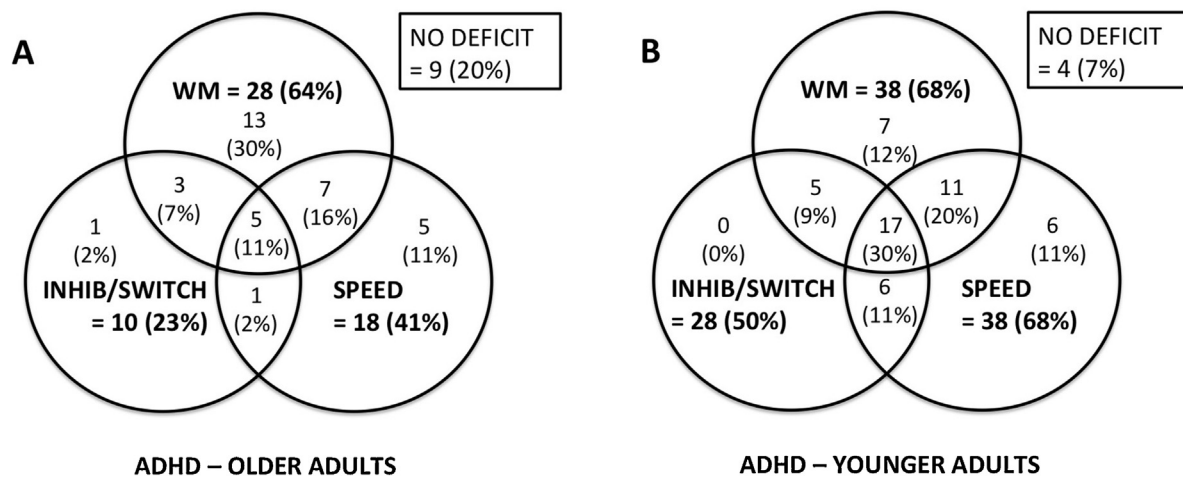 A
NO DEFICIT
= 9 (20%)
WM = 28 (64%)
13
(30%)
3
(7%)
7
(16%)
5
(11%)
1
(2%)
5
(11%)
INHIB/SWITCH
= 10 (23%)
1
(2%)
SPEED
= 18 (41%)
ADHD – OLDER ADULTS
B
NO DEFICIT
= 4 (7%)
WM = 38 (68%)
7
(12%)
5
(9%)
11
(20%)
17
(30%)
0
(0%)
6
(11%)
INHIB/SWITCH
= 28 (50%)
6
(11%)
SPEED
= 38 (68%)
ADHD – YOUNGER ADULTS